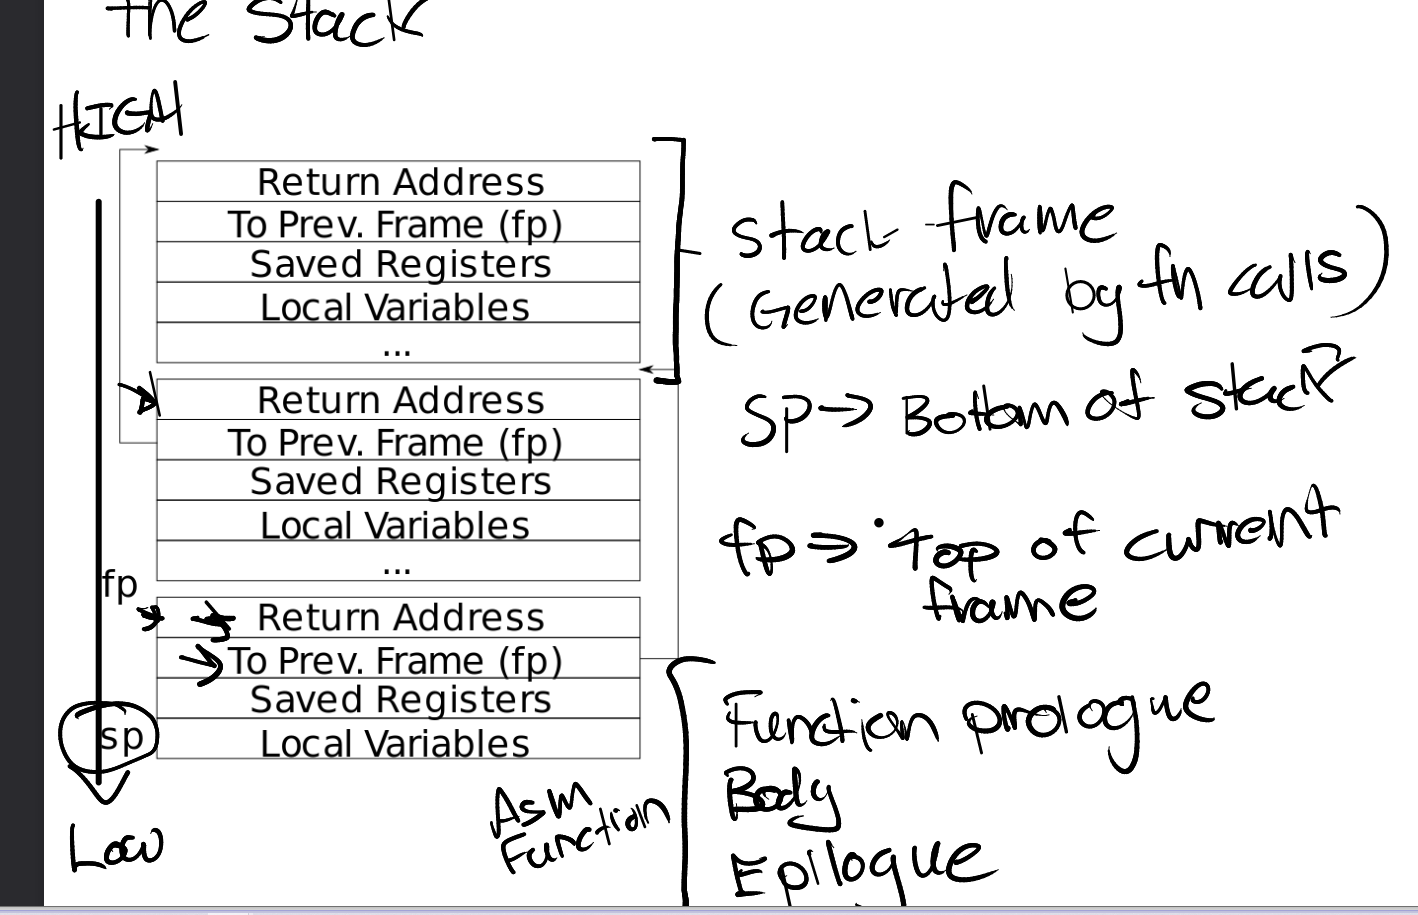 the Stack
HIGH
Return Address
To Prev. Frame (fp)
Saved Registers
Local Variables
...
Return Address
To Prev. Frame (fp)
Saved Registers
Local Variables
...
fp
Return Address
To Prev. Frame (fp)
Saved Registers
sp
Local Variables
Low
Stack frame
(Generated by fn calls)
SP → Bottom of stack
fp ⇒ Top of current
frame
Asm
Function
Function prologue
Body
Epilogue